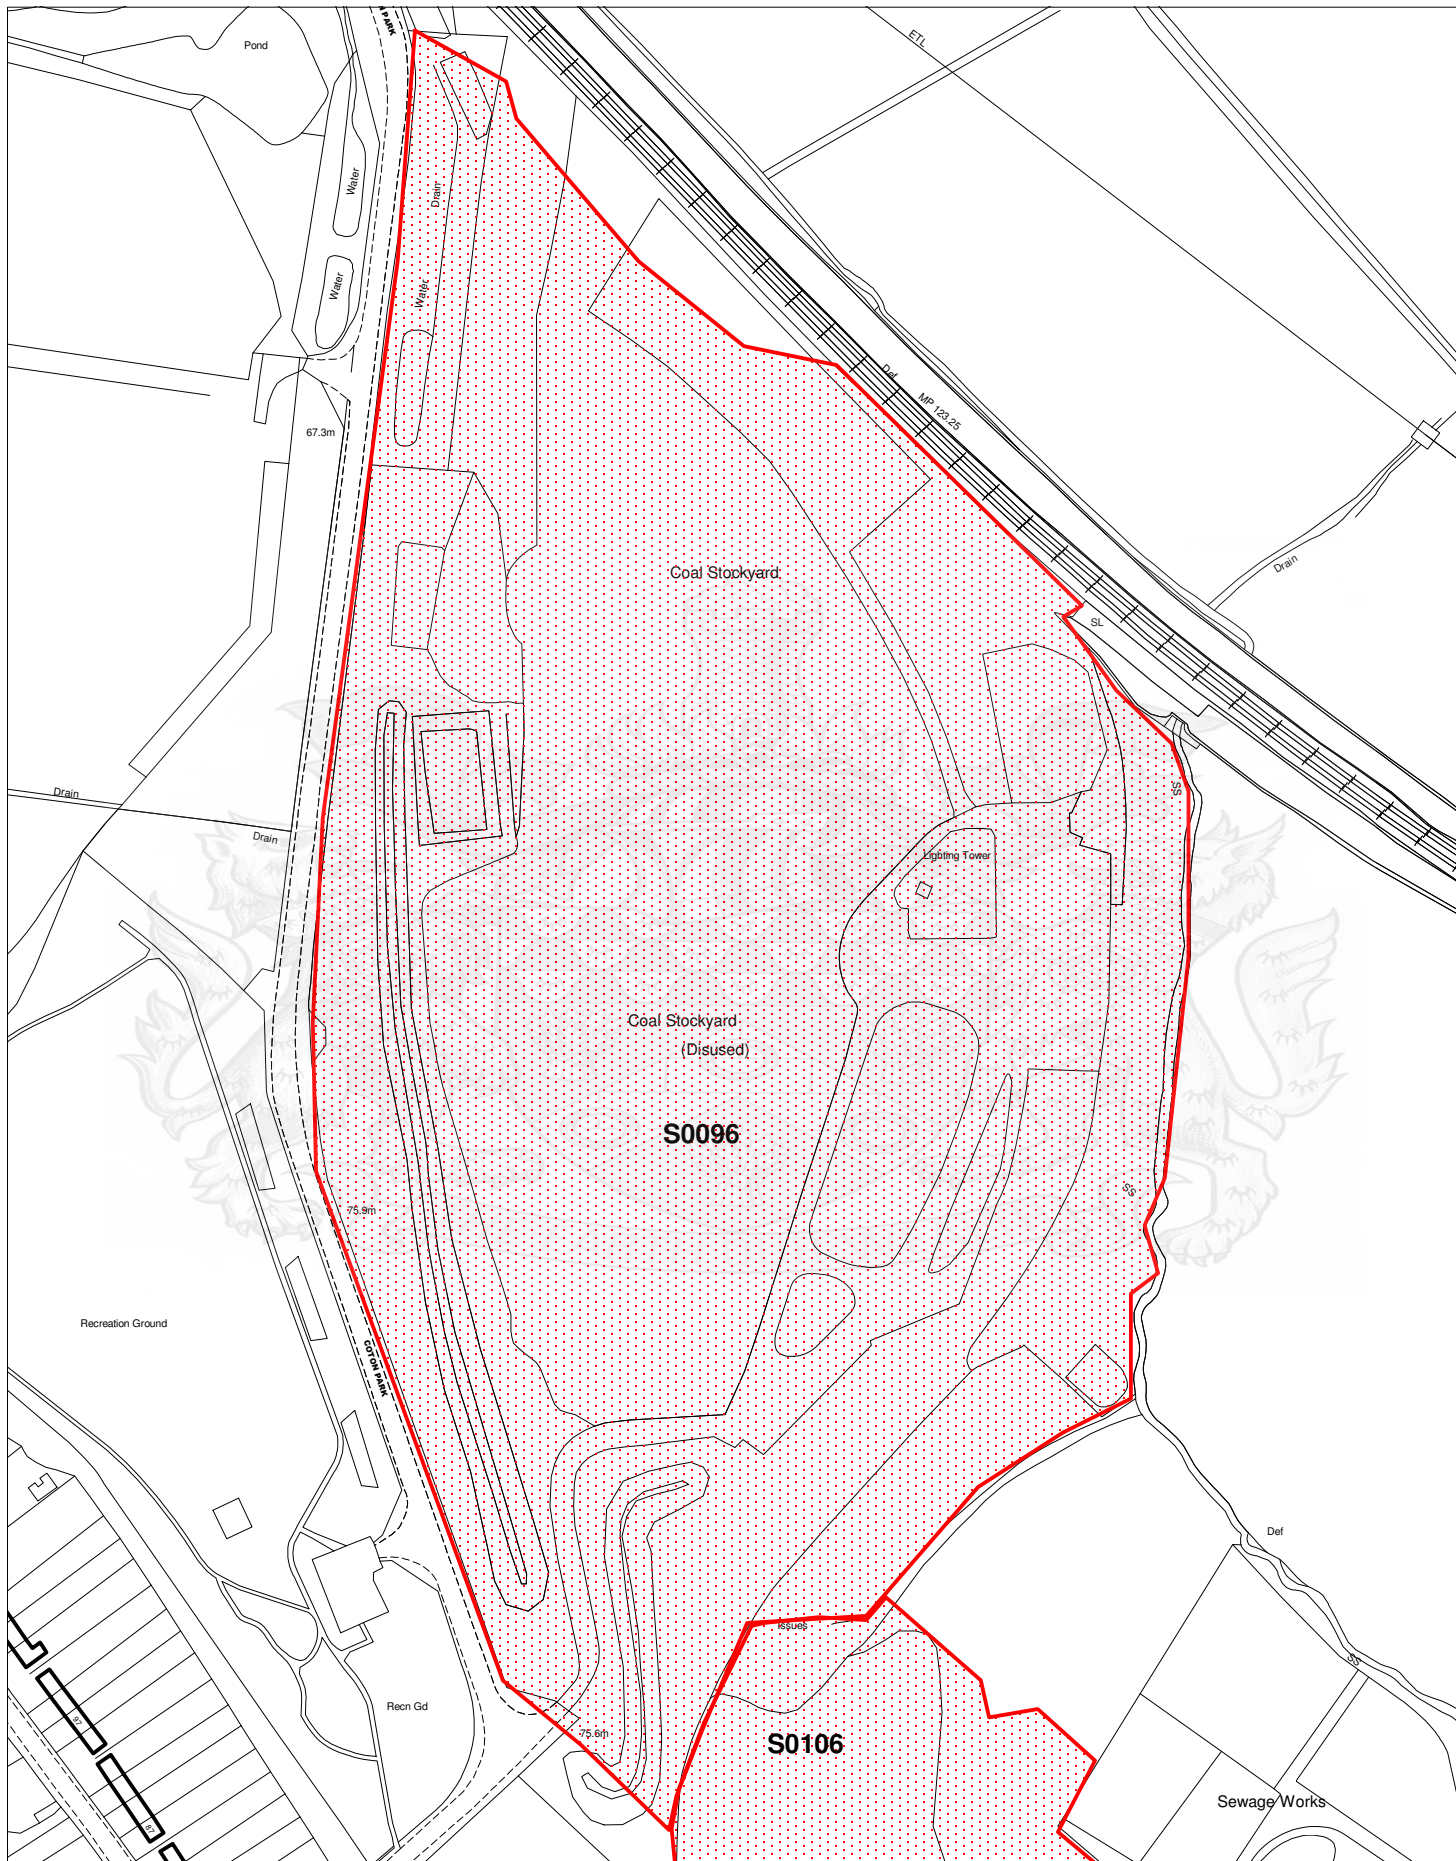 N PARK
Pond
ETL
Water
Drain
Water
Water
Def
MP 123.25
67.3m
Coal Stockyard
Drain
SL
SS
Drain
Drain
Lighting Tower
Coal Stockyard
(Disused)
S0096
SS
75.9m
Recreation Ground
COTON PARK
Def
Issues
SS
Recn Gd
97
75.6m
S0106
Sewage Works
87